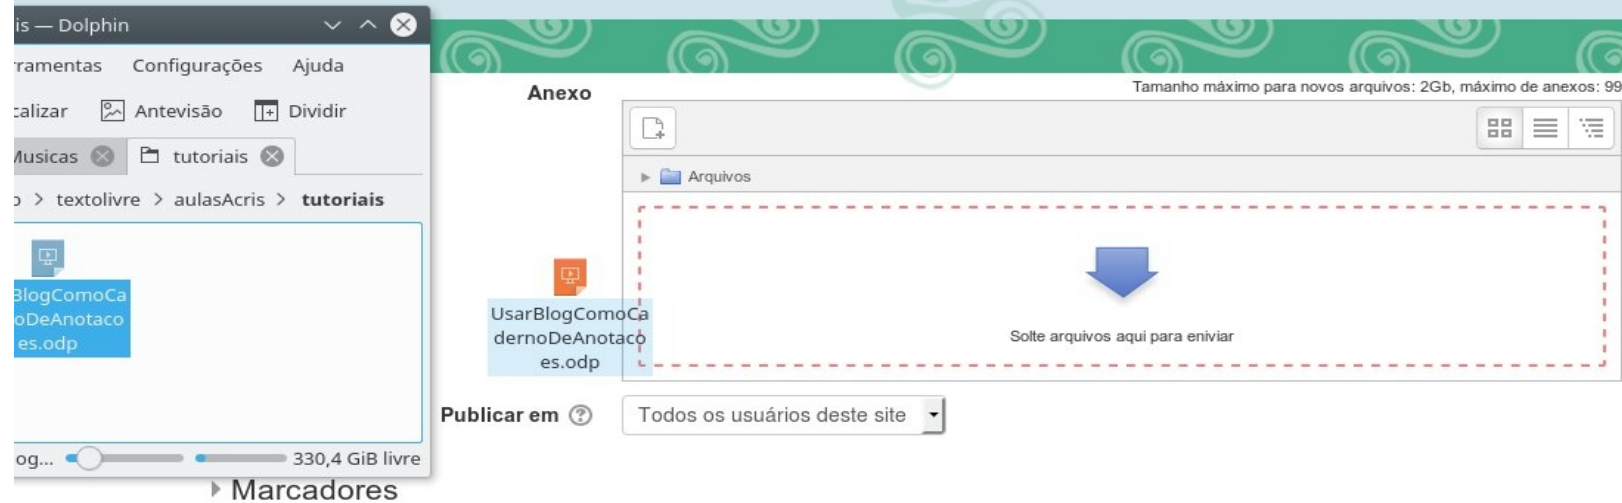 is — Dolphin
rramentas Configurações Ajuda
calizar Antevisão Dividir
Musicas tutoriais
o > textolivre > aulasAcris > tutoriais
BlogComoCa
oDeAnotaco
es.odp
og... 330,4 GiB livre
Anexo
Tamanho máximo para novos arquivos: 2Gb, máximo de anexos: 99
Arquivos
UsarBlogComoCa
dernoDeAnotaco
es.odp
Solte arquivos aqui para eniviar
Publicar em Todos os usuários deste site
Marcadores